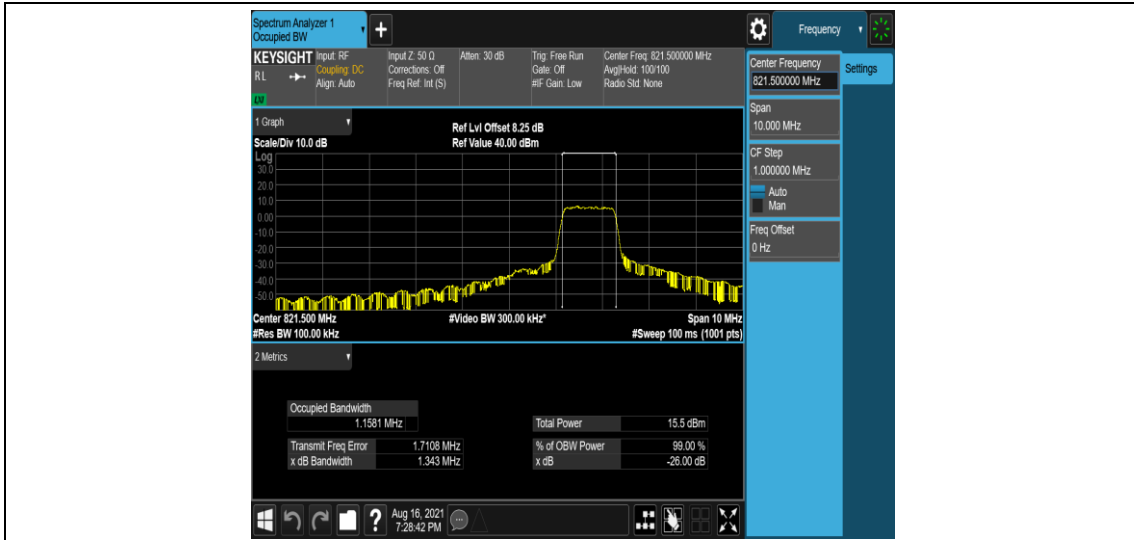 Spectrum Analyzer 1
Occupied BW
Frequency
KEYSIGHT
RL
Input: RF
Coupling: DC
Align: Auto
Input Z: 50 Ω
Corrections: Off
Freq Ref: Int (S)
Atten: 30 dB
Trig: Free Run
Gate: Off
#IF Gain: Low
Center Freq: 821.500000 MHz
Avg|Hold: 100/100
Radio Std: None
Center Frequency
821.500000 MHz
Settings
Span
10.000 MHz
CF Step
1.000000 MHz
Auto
Man
Freq Offset
0 Hz
1 Graph
Ref Lvl Offset 8.25 dB
Scale/Div 10.0 dB
Ref Value 40.00 dBm
Log
30.0
20.0
10.0
0.00
-10.0
-20.0
-30.0
-40.0
-50.0
Center 821.500 MHz
#Video BW 300.00 kHz*
Span 10 MHz
#Res BW 100.00 kHz
#Sweep 100 ms (1001 pts)
2 Metrics
Occupied Bandwidth
1.1581 MHz
Total Power 15.5 dBm
Transmit Freq Error 1.7108 MHz
% of OBW Power 99.00 %
x dB Bandwidth 1.343 MHz
x dB -26.00 dB
?
Aug 16, 2021
7:28:42 PM